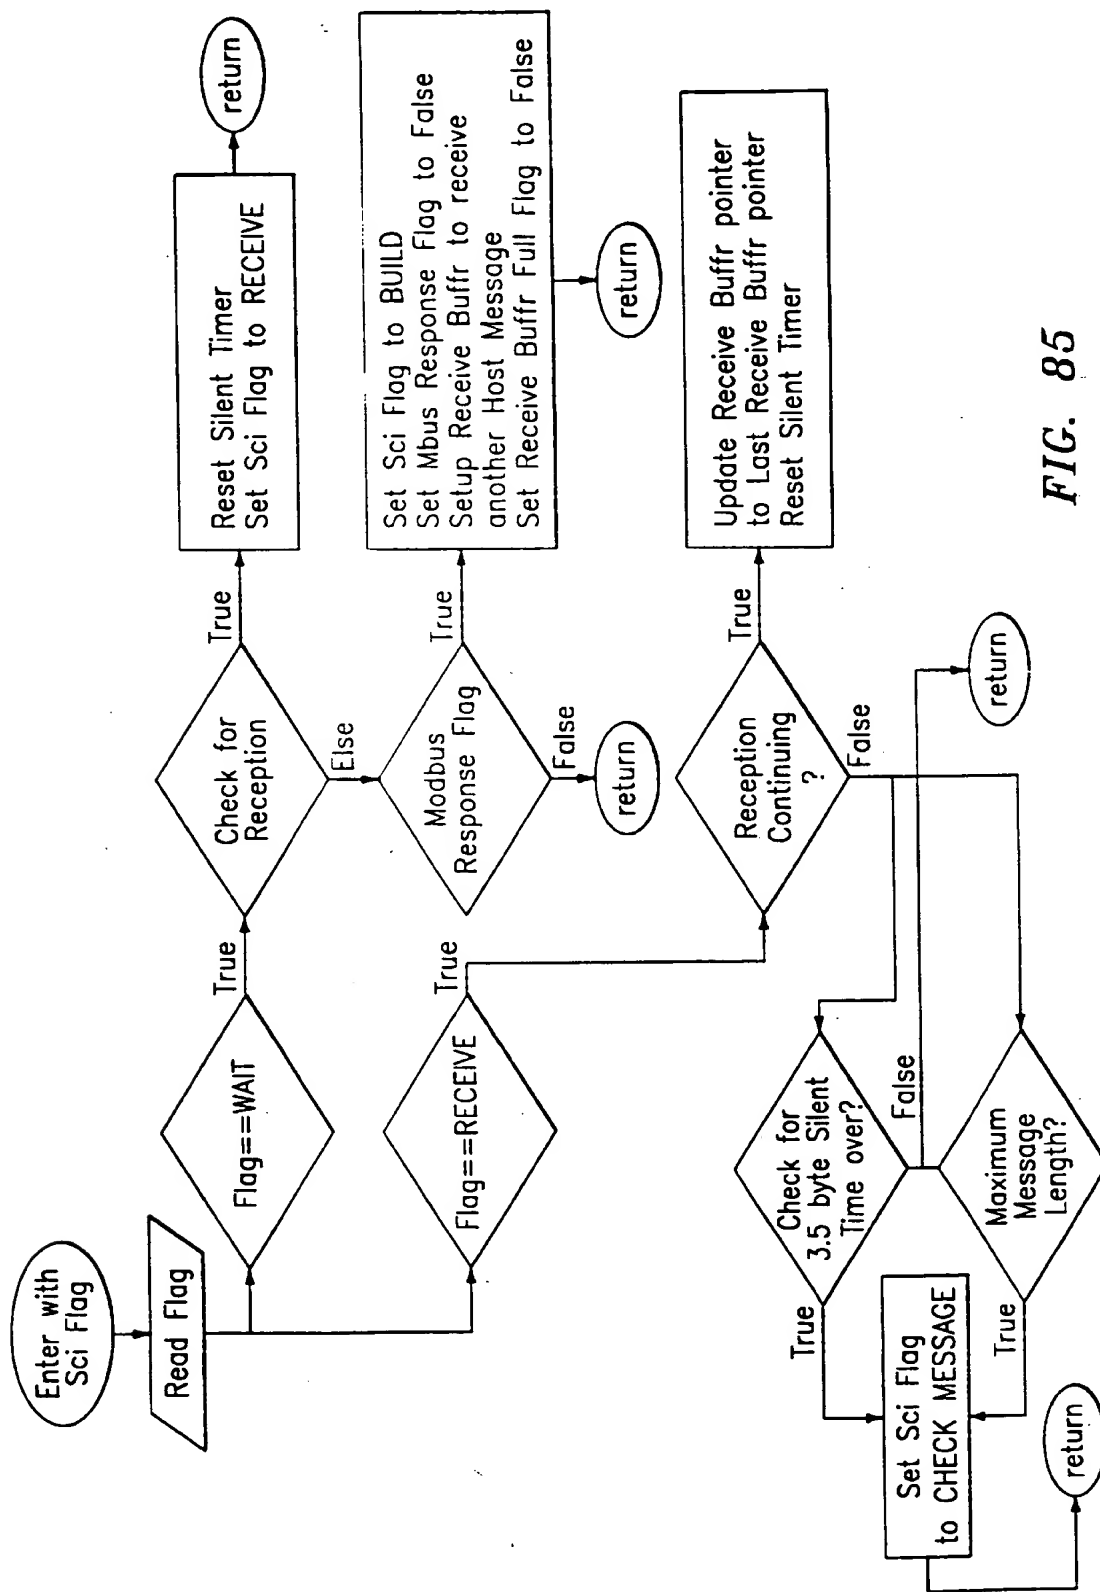 Enter with
Sci Flag
Read Flag
Flag==WAIT
True
Check for
Reception
True
Reset Silent Timer
Set Sci Flag to RECEIVE
return
Else
Modbus
Response Flag
True
Set Sci Flag to BUILD
Set Mbus Response Flag to False
Setup Receive Buffr to receive
another Host Message
Set Receive Buffr Full Flag to False
return
False
return
Flag==RECEIVE
True
Reception
Continuing
?
True
Update Receive Buffr pointer
to Last Receive Buffr pointer
Reset Silent Timer
False
Check for
3.5 byte Silent
Time over?
True
False
return
Maximum
Message
Length?
True
Set Sci Flag
to CHECK MESSAGE
return
FIG. 85